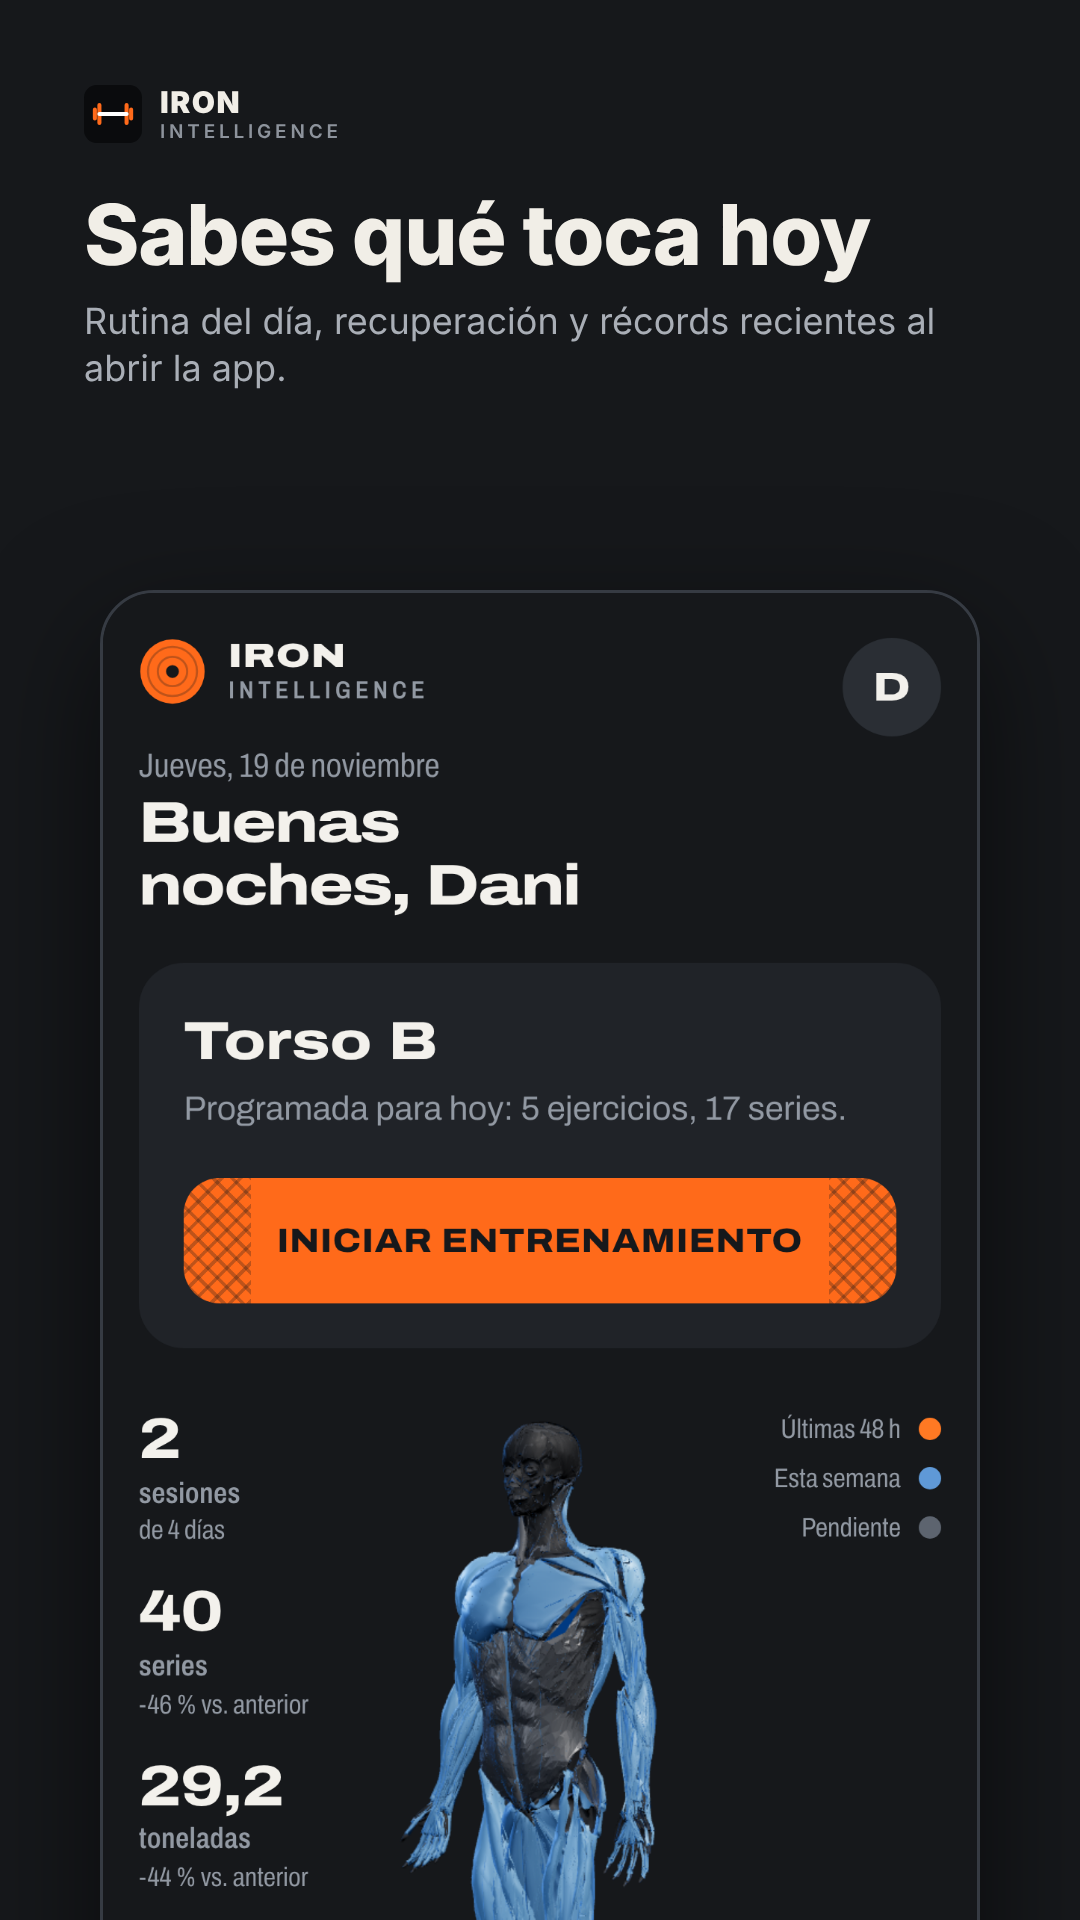 IRON
INTELLIGENCE
Sabes qué toca hoy
Rutina del día, recuperación y récords recientes al
abrir la app.
IRON
INTELLIGENCE
D
Jueves, 19 de noviembre
Buenas
noches, Dani
Torso B
Programada para hoy: 5 ejercicios, 17 series.
INICIAR ENTRENAMIENTO
2
sesiones
de 4 días
Últimas 48 h
Esta semana
Pendiente
40
series
-46 % vs. anterior
29,2
toneladas
-44 % vs. anterior